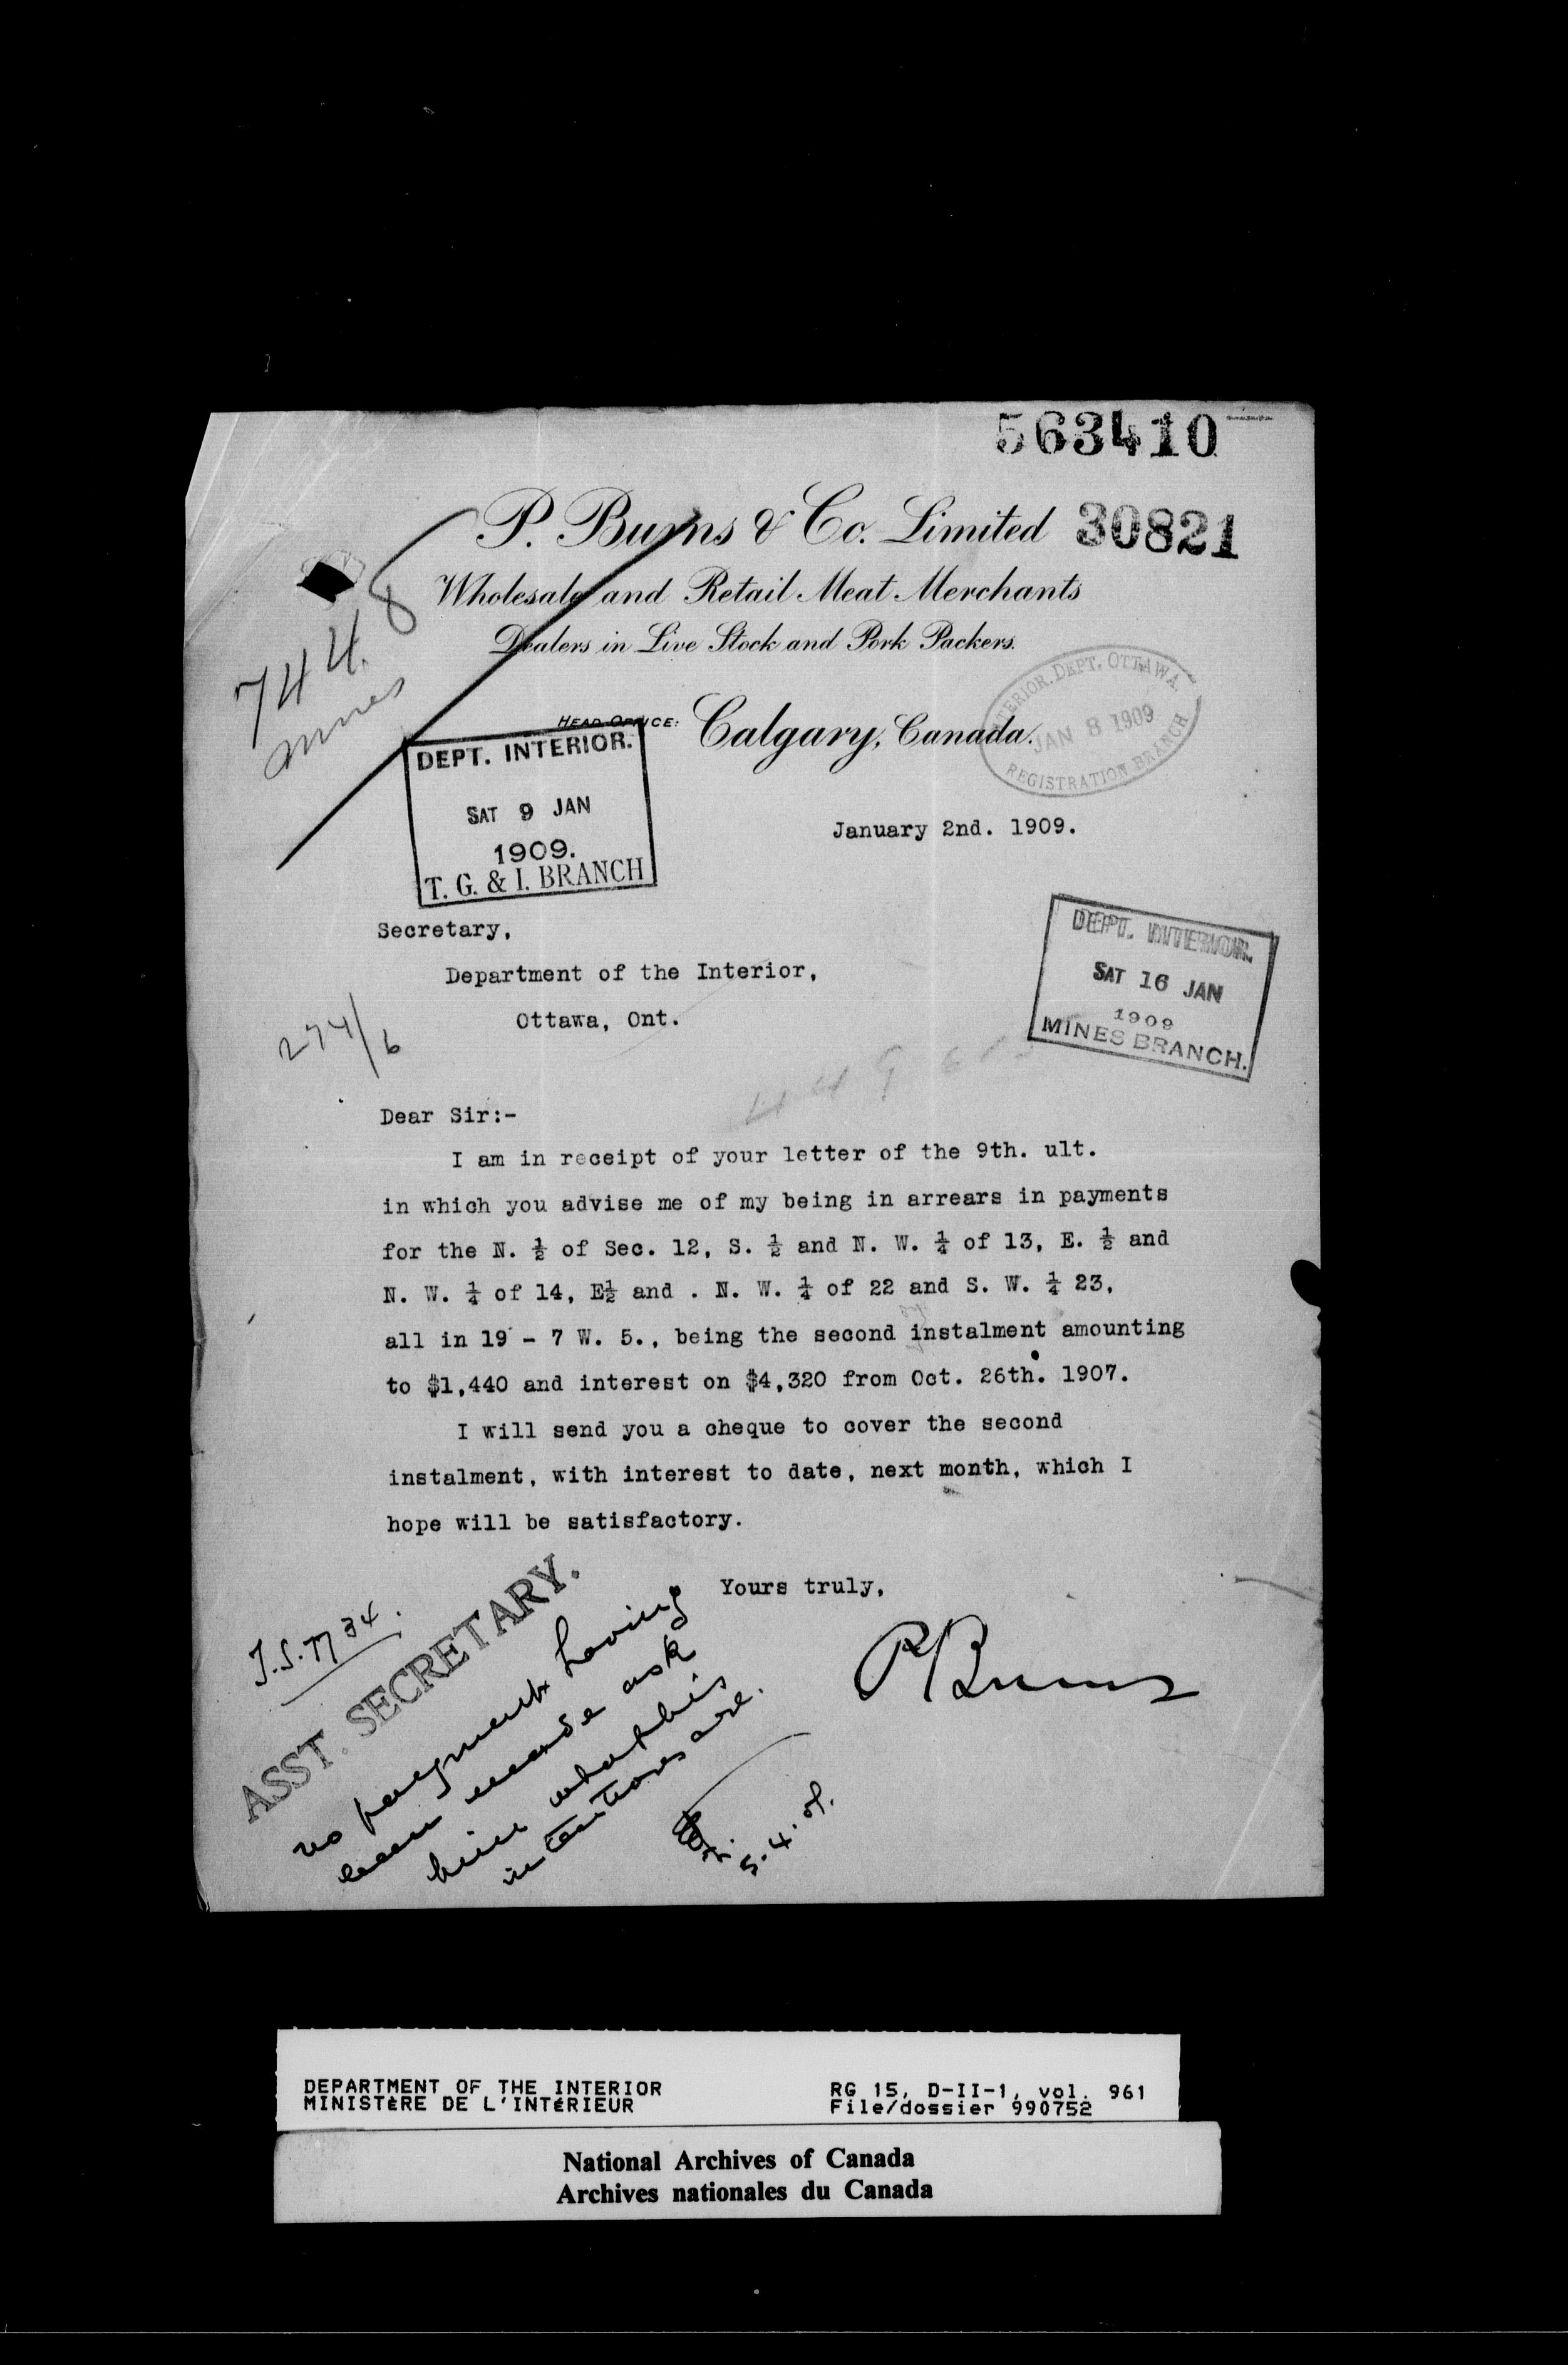 563410
P. Burns & Co. Limited 30821
Wholesale and Retail Meat Merchants
Dealers in Live Stock and Pork Packers.
7448
Mines
HEAD OFFICE: Calgary, Canada.
INTERIOR. DEPT. OTTAWA
JAN 8 1909
REGISTRATION BRANCH
DEPT. INTERIOR.
SAT 9 JAN
1909.
T. G. & I. BRANCH
January 2nd. 1909.
DEPT. INTERIOR.
SAT 16 JAN
1909
MINES BRANCH.
Secretary,
Department of the Interior,
Ottawa, Ont.
274/6
Dear Sir:-
I am in receipt of your letter of the 9th. ult.
in which you advise me of my being in arrears in payments
for the N. ½ of Sec. 12, S. ½ and N. W. ¼ of 13, E. ½ and
N. W. ¼ of 14, E½ and . N. W. ¼ of 22 and S. W. ¼ 23,
all in 19 - 7 W. 5., being the second instalment amounting
to $1,440 and interest on $4,320 from Oct. 26th. 1907.
I will send you a cheque to cover the second
instalment, with interest to date, next month, which I
hope will be satisfactory.
Yours truly,
P Burns
ASST. SECRETARY.
no payment having
been made ask
him what his
intentions are.
5.4.09.
DEPARTMENT OF THE INTERIOR
MINISTÈRE DE L'INTÉRIEUR
RG 15, D-II-1, vol. 961
File/dossier 990752
National Archives of Canada
Archives nationales du Canada